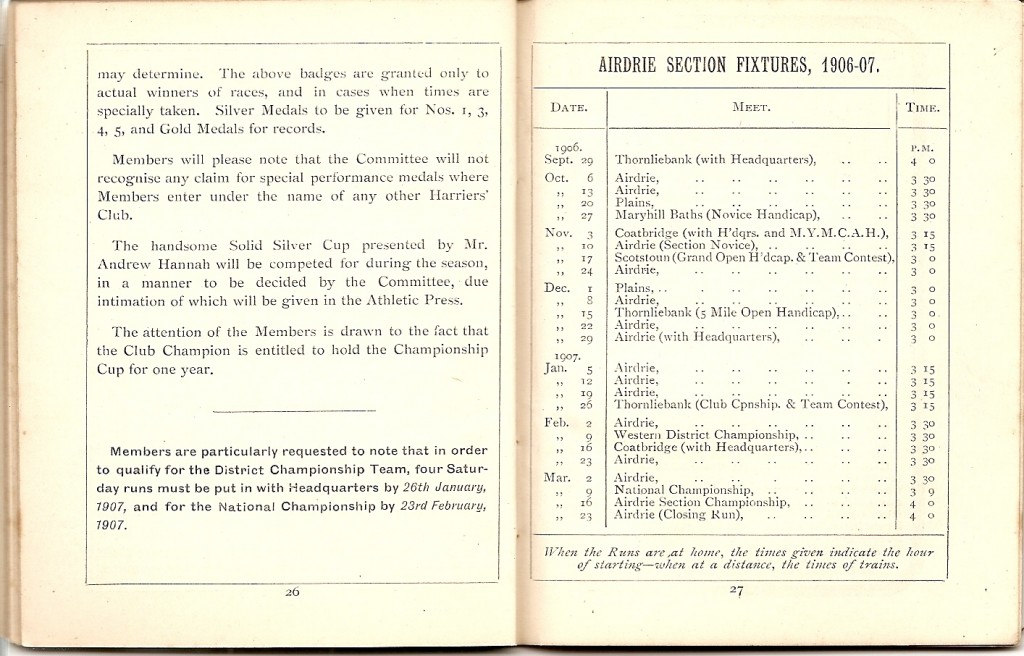 may determine. The above badges are granted only to
actual winners of races, and in cases when times are
specially taken. Silver Medals to be given for Nos. 1, 3,
4, 5, and Gold Medals for records.
Members will please note that the Committee will not
recognise any claim for special performance medals where
Members enter under the name of any other Harriers'
Club.
The handsome Solid Silver Cup presented by Mr.
Andrew Hannah will be competed for during the season,
in a manner to be decided by the Committee, due
intimation of which will be given in the Athletic Press.
The attention of the Members is drawn to the fact that
the Club Champion is entitled to hold the Championship
Cup for one year.
Members are particularly requested to note that in order
to qualify for the District Championship Team, four Satur-
day runs must be put in with Headquarters by 26th January,
1907, and for the National Championship by 23rd February,
1907.
26
AIRDRIE SECTION FIXTURES, 1906-07.
DATE. MEET. TIME.
1906. P.M.
Sept. 29 Thornliebank (with Headquarters), .. .. 4 0
Oct. 6 Airdrie, .. .. .. .. .. .. 3 30
,, 13 Airdrie, .. .. .. .. .. .. 3 30
,, 20 Plains, .. .. .. .. .. .. 3 30
,, 27 Maryhill Baths (Novice Handicap), .. .. 3 30
Nov. 3 Coatbridge (with H'dqrs. and M.Y.M.C.A.H.), 3 15
,, 10 Airdrie (Section Novice), .. .. .. .. 3 15
,, 17 Scotstoun (Grand Open H'dcap. & Team Contest), 3 0
,, 24 Airdrie, .. .. .. .. .. .. 3 0
Dec. 1 Plains, .. . .. .. .. .. .. 3 0
,, 8 Airdrie, .. .. .. .. .. .. 3 0
,, 15 Thornliebank (5 Mile Open Handicap), .. .. 3 0
,, 22 Airdrie, .. .. .. .. .. .. 3 0
,, 29 Airdrie (with Headquarters), .. .. . 3 0
1907.
Jan. 5 Airdrie, .. .. .. .. .. .. 3 15
,, 12 Airdrie, .. .. .. .. . .. 3 15
,, 19 Airdrie, .. .. .. .. .. .. 3 15
,, 26 Thornliebank (Club Cpnship. & Team Contest), 3 15
Feb. 2 Airdrie, .. .. .. .. .. .. 3 30
,, 9 Western District Championship, .. .. .. 3 30
,, 16 Coatbridge (with Headquarters), .. .. .. 3 30
,, 23 Airdrie, .. .. .. .. .. .. 3 30
Mar. 2 Airdrie, .. .. .. .. .. .. 3 30
,, 9 National Championship, .. .. .. .. 3 9
,, 16 Airdrie Section Championship, .. .. .. 4 0
,, 23 Airdrie (Closing Run), .. .. .. .. 4 0
When the Runs are at home, the times given indicate the hour
of starting—when at a distance, the times of trains.
27